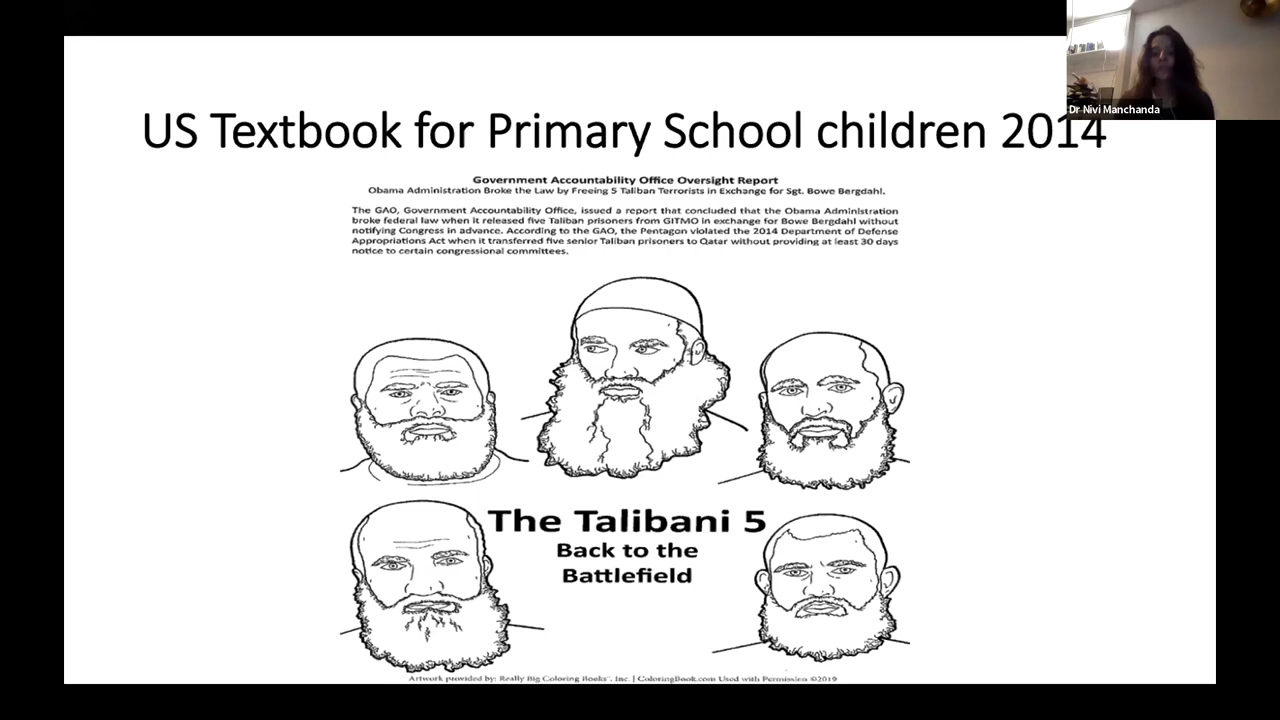 US Textbook for Primary School children 2014
Dr Nivi Manchanda
Government Accountability Office Oversight Report
Obama Administration Broke the Law by Freeing 5 Taliban Terrorists in Exchange for Sgt. Bowe Bergdahl.
The GAO, Government Accountability Office, issued a report that concluded that the Obama Administration
broke federal law when it released five Taliban prisoners from GITMO in exchange for Bowe Bergdahl without
notifying Congress in advance. According to the GAO, the Pentagon violated the 2014 Department of Defense
Appropriations Act when it transferred five senior Taliban prisoners to Qatar without providing at least 30 days
notice to certain congressional committees.
The Talibani 5
Back to the
Battlefield
Artwork provided by: Really Big Coloring Books™, Inc. | ColoringBook.com Used with Permission ©2019